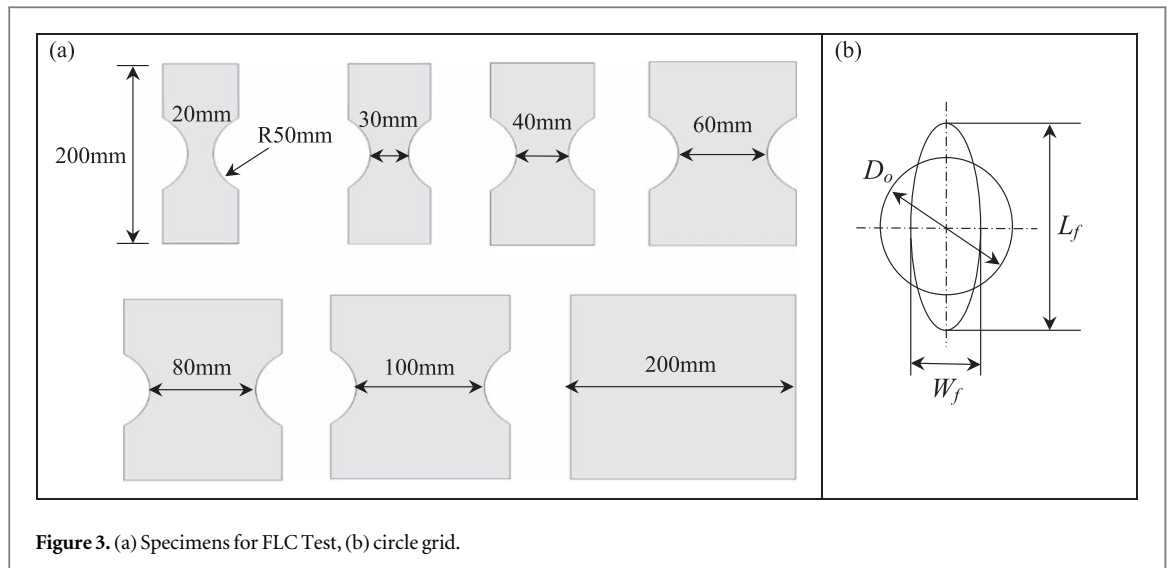 (a)
(b)
20mm
30mm
40mm
60mm
R50mm
200mm
80mm
100mm
200mm
Do
Lf
Wf
Figure 3. (a) Specimens for FLC Test, (b) circle grid.